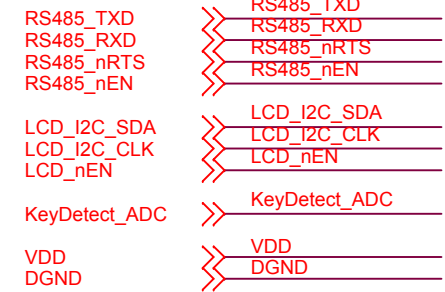 RS485_TXD
RS485_RXD
RS485_nRTS
RS485_nEN
LCD_I2C_SDA
LCD_I2C_CLK
LCD_nEN
KeyDetect_ADC
VDD
DGND
RS485_TXD
RS485_RXD
RS485_nRTS
RS485_nEN
LCD_I2C_SDA
LCD_I2C_CLK
LCD_nEN
KeyDetect_ADC
VDD
DGND